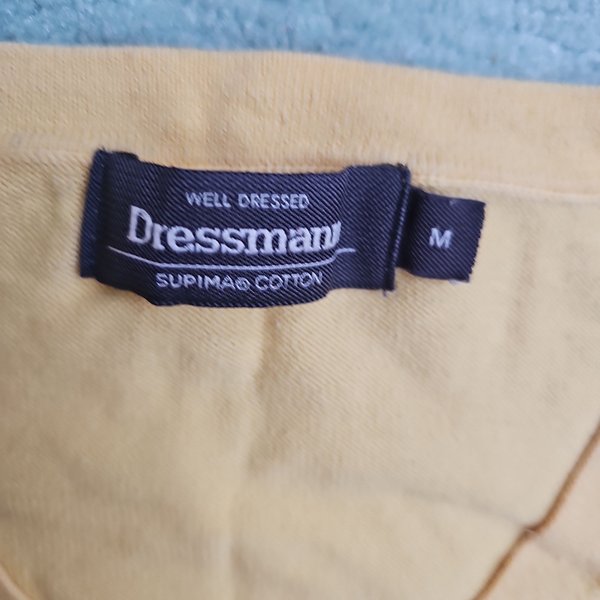 WELL DRESSED
Dressmann
SUPIMA® COTTON
M